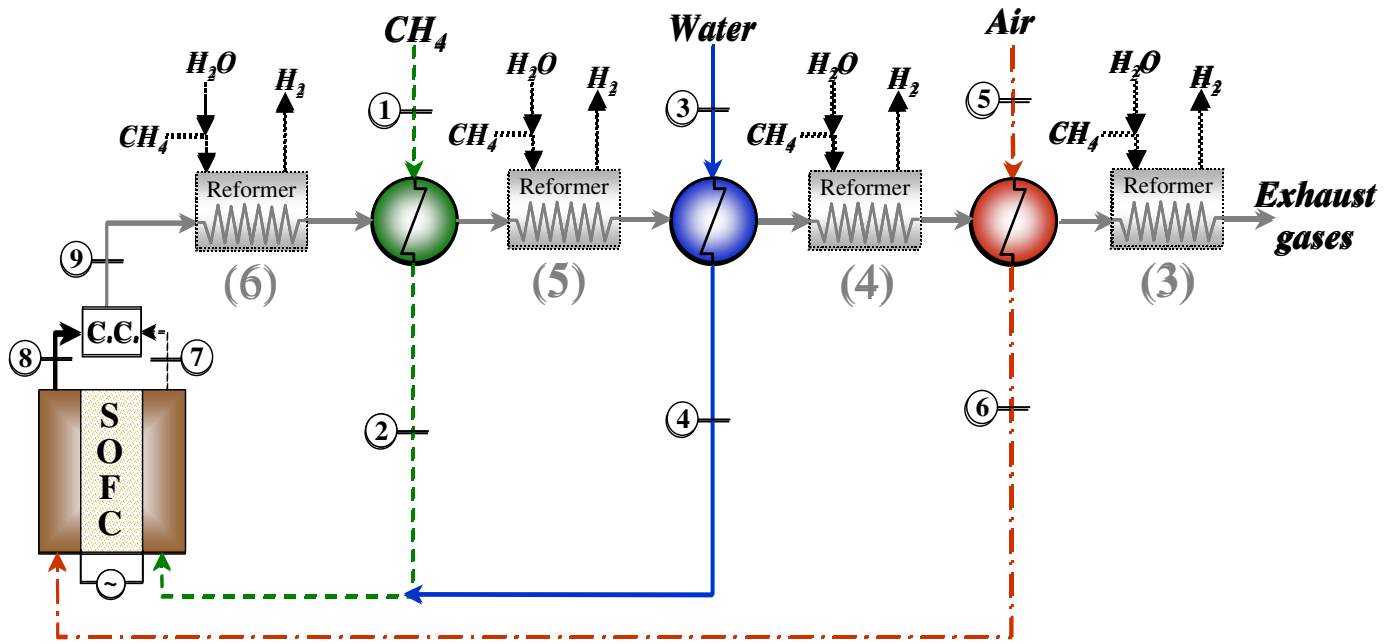 CH4
Water
Air
H2O
H2
CH4
Reformer
(6)
1
H2O
H2
CH4
Reformer
(5)
3
H2O
H2
CH4
Reformer
(4)
5
H2O
H2
CH4
Reformer
(3)
Exhaust
gases
9
C.C.
8
7
S
O
F
C
~
2
4
6